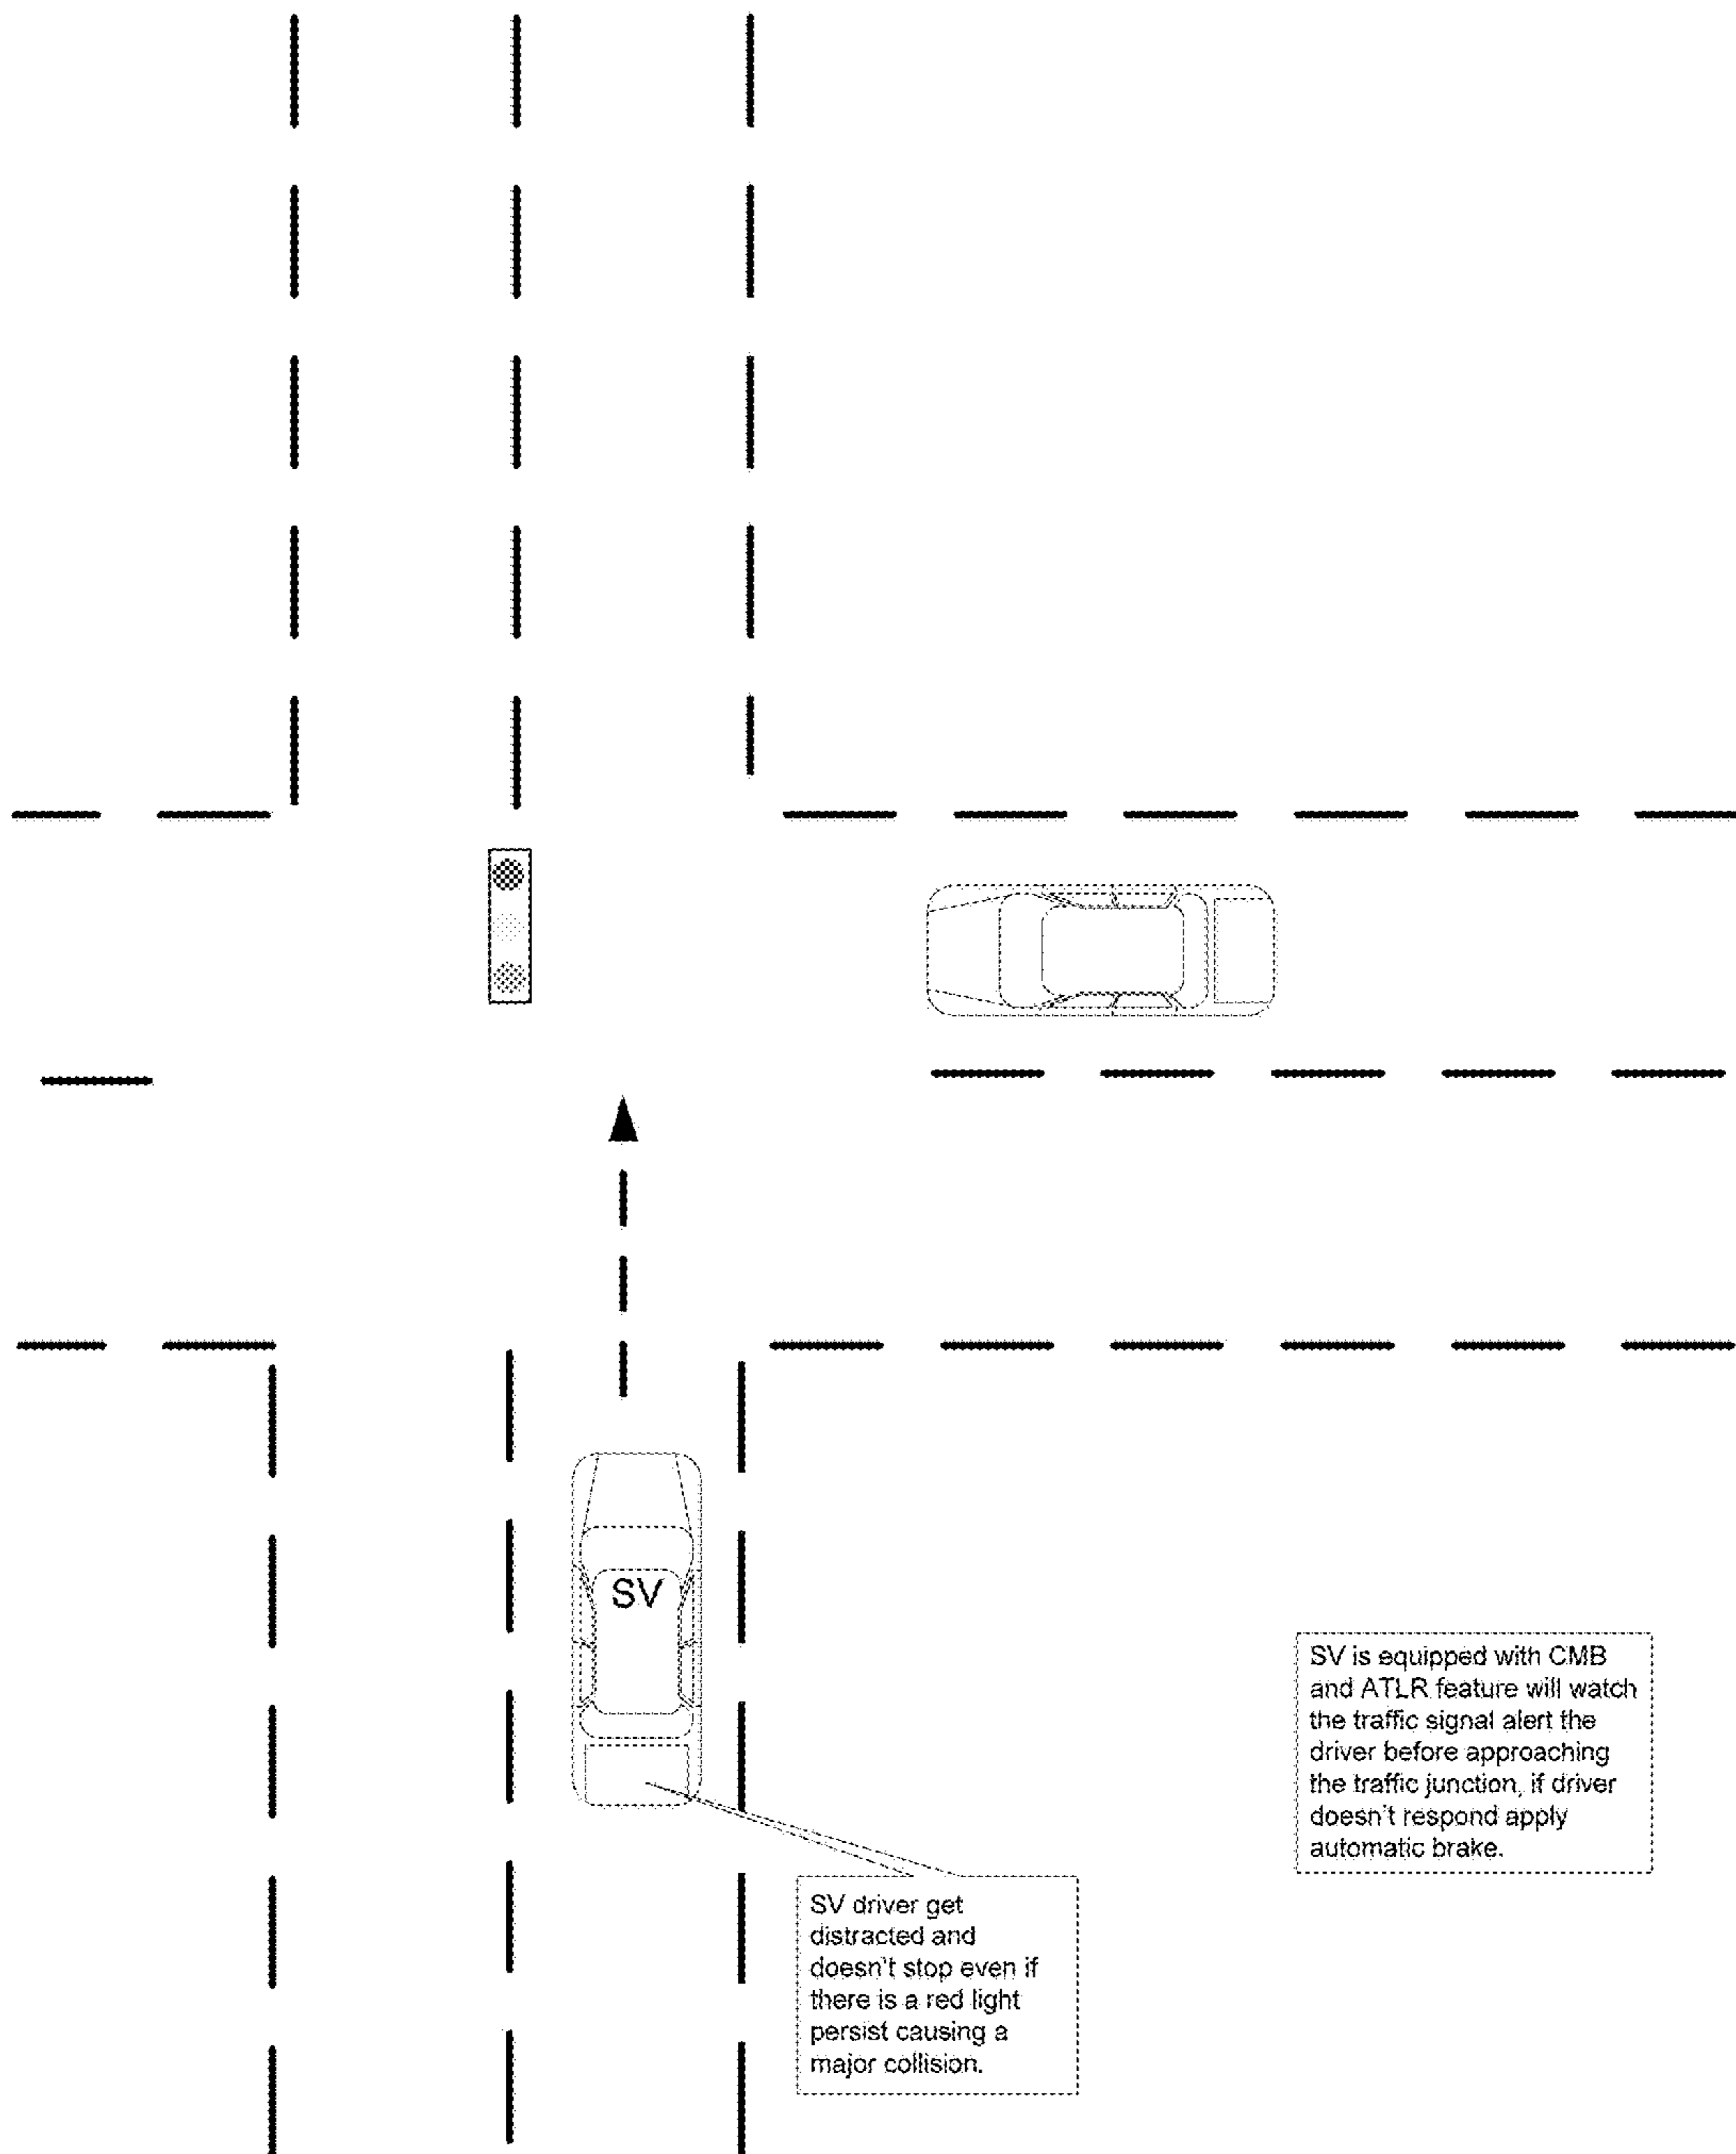 SV
SV is equipped with CMB
and ATLR feature will watch
the traffic signal alert the
driver before approaching
the traffic junction, if driver
doesn't respond apply
automatic brake.
SV driver get
distracted and
doesn't stop even if
there is a red light
persist causing a
major collision.